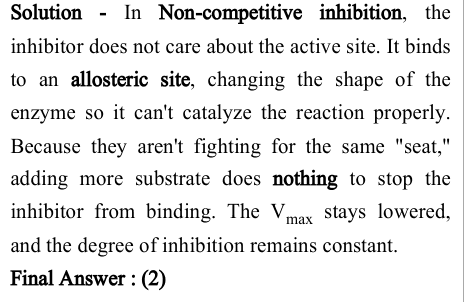 Solution - In Non-competitive inhibition, the
inhibitor does not care about the active site. It binds
to an allosteric site, changing the shape of the
enzyme so it can't catalyze the reaction properly.
Because they aren't fighting for the same "seat,"
adding more substrate does nothing to stop the
inhibitor from binding. The Vmax stays lowered,
and the degree of inhibition remains constant.
Final Answer : (2)